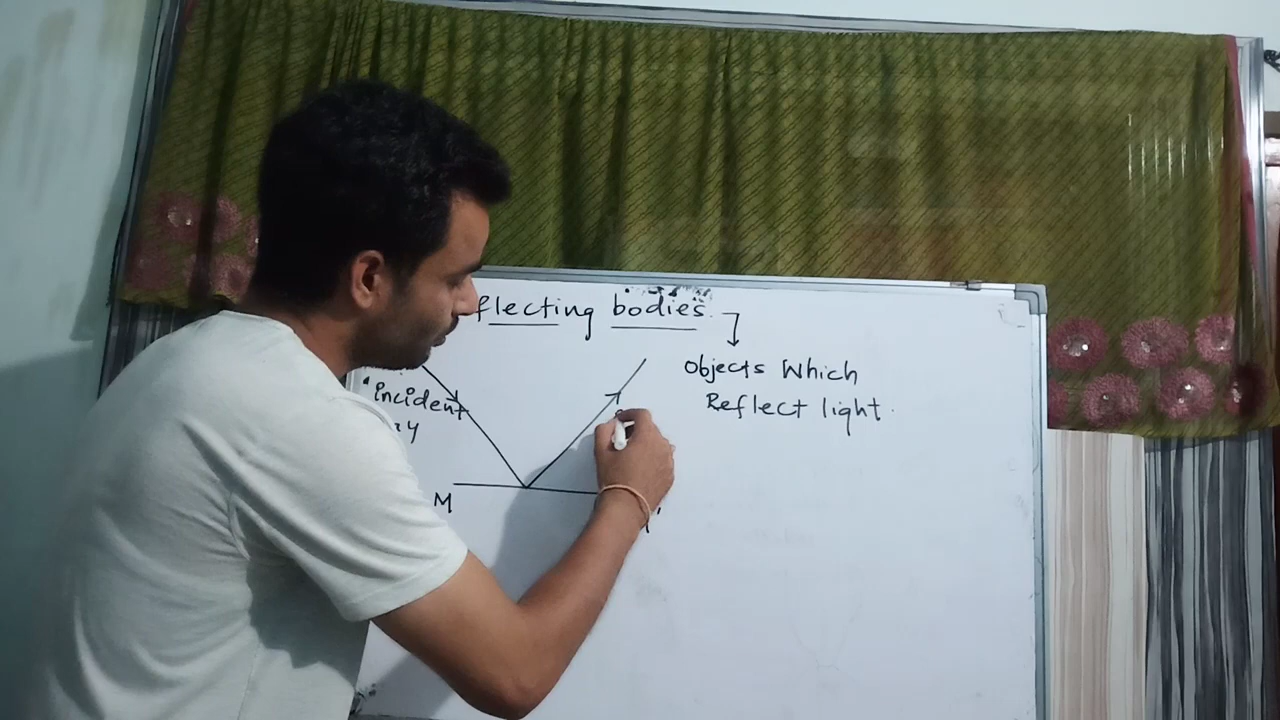 flecting bodies.
Objects Which
Reflect light.
"incident
M